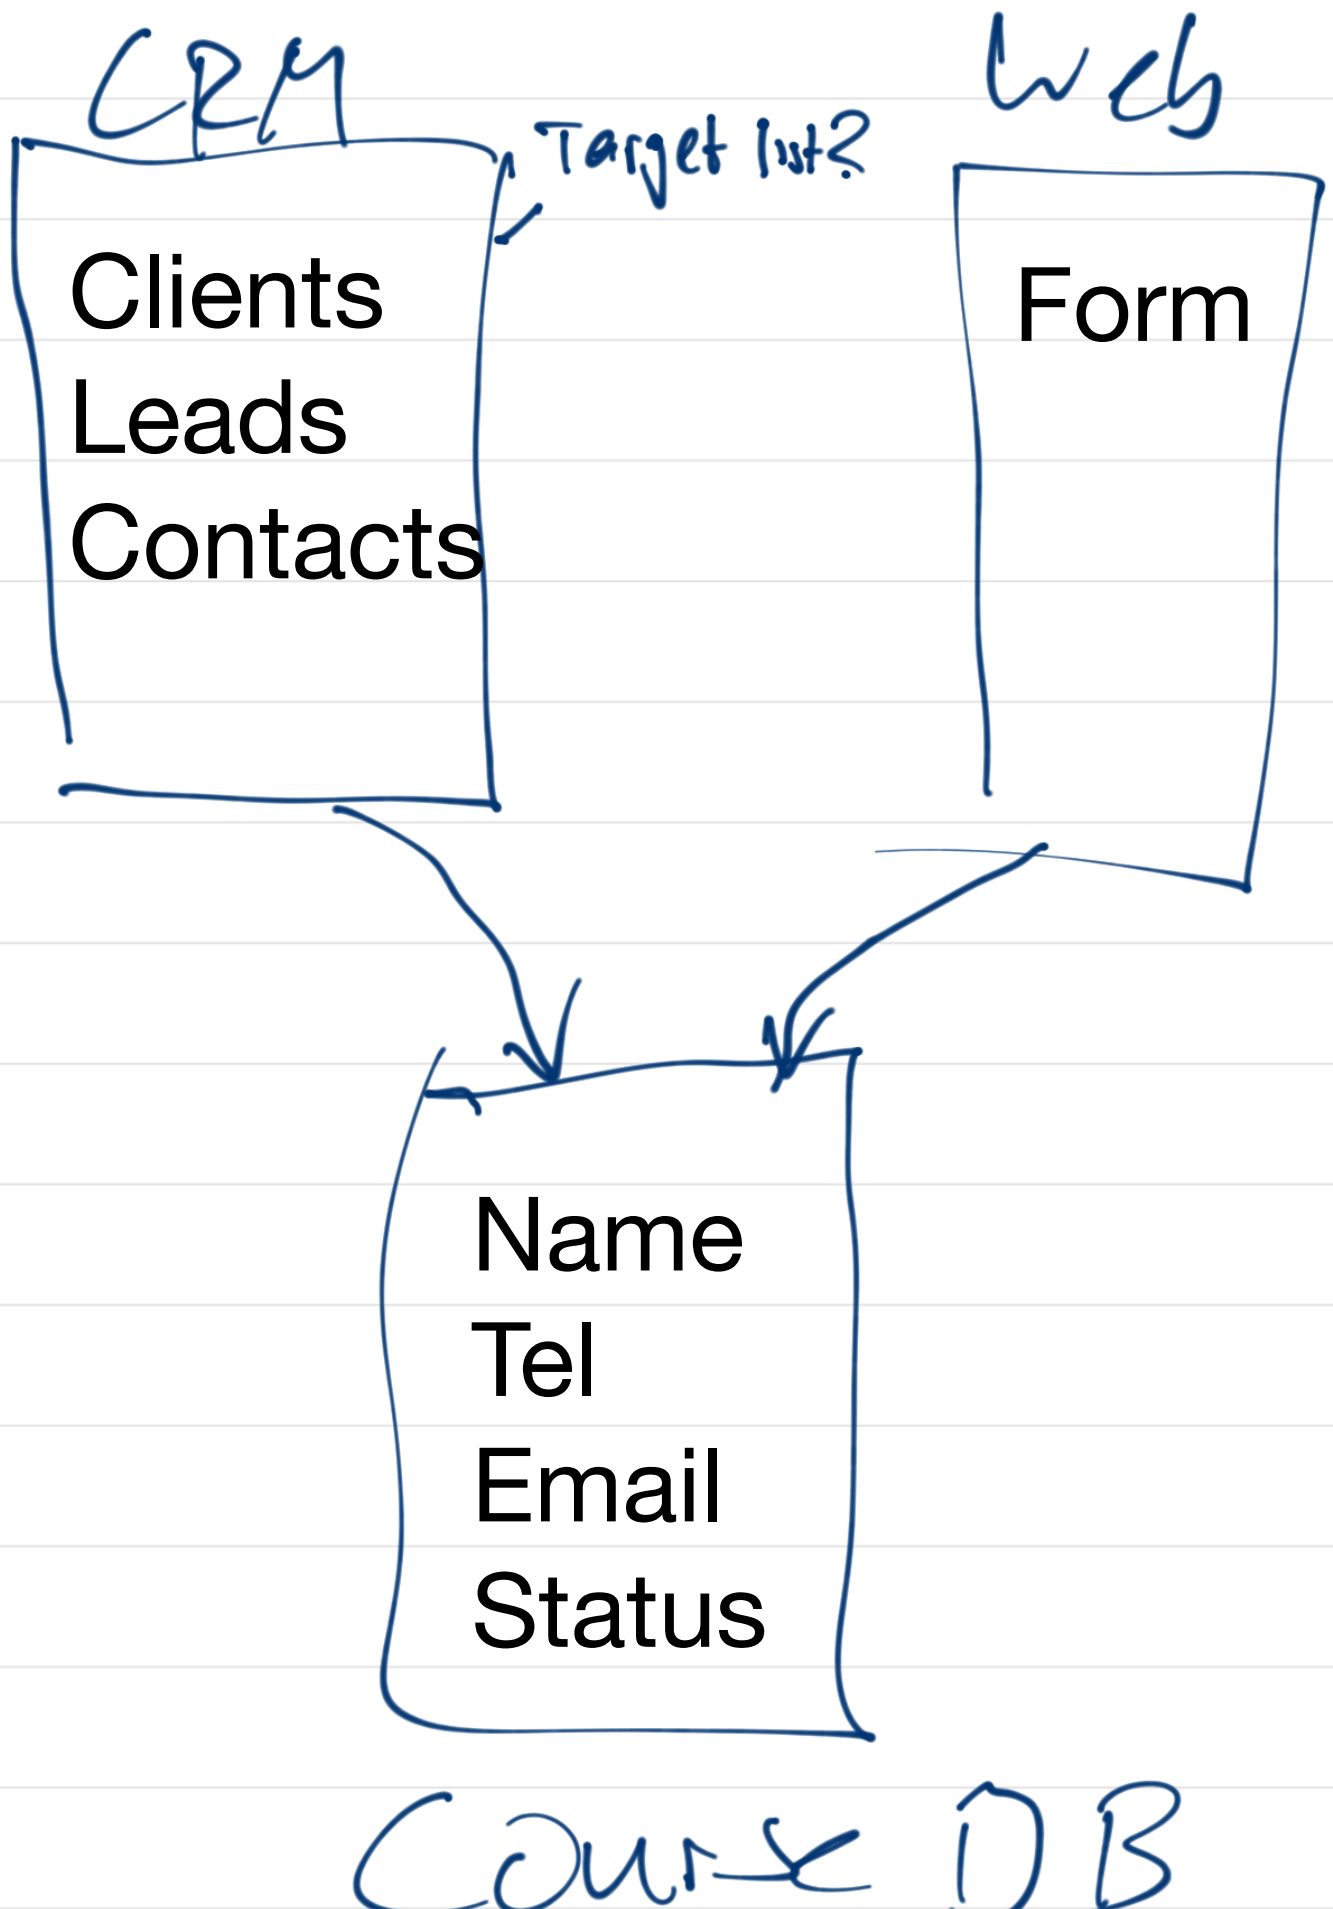 CRM
Web
Target list?
Clients
Leads
Contacts
Form
Name
Tel
Email
Status
Course DB